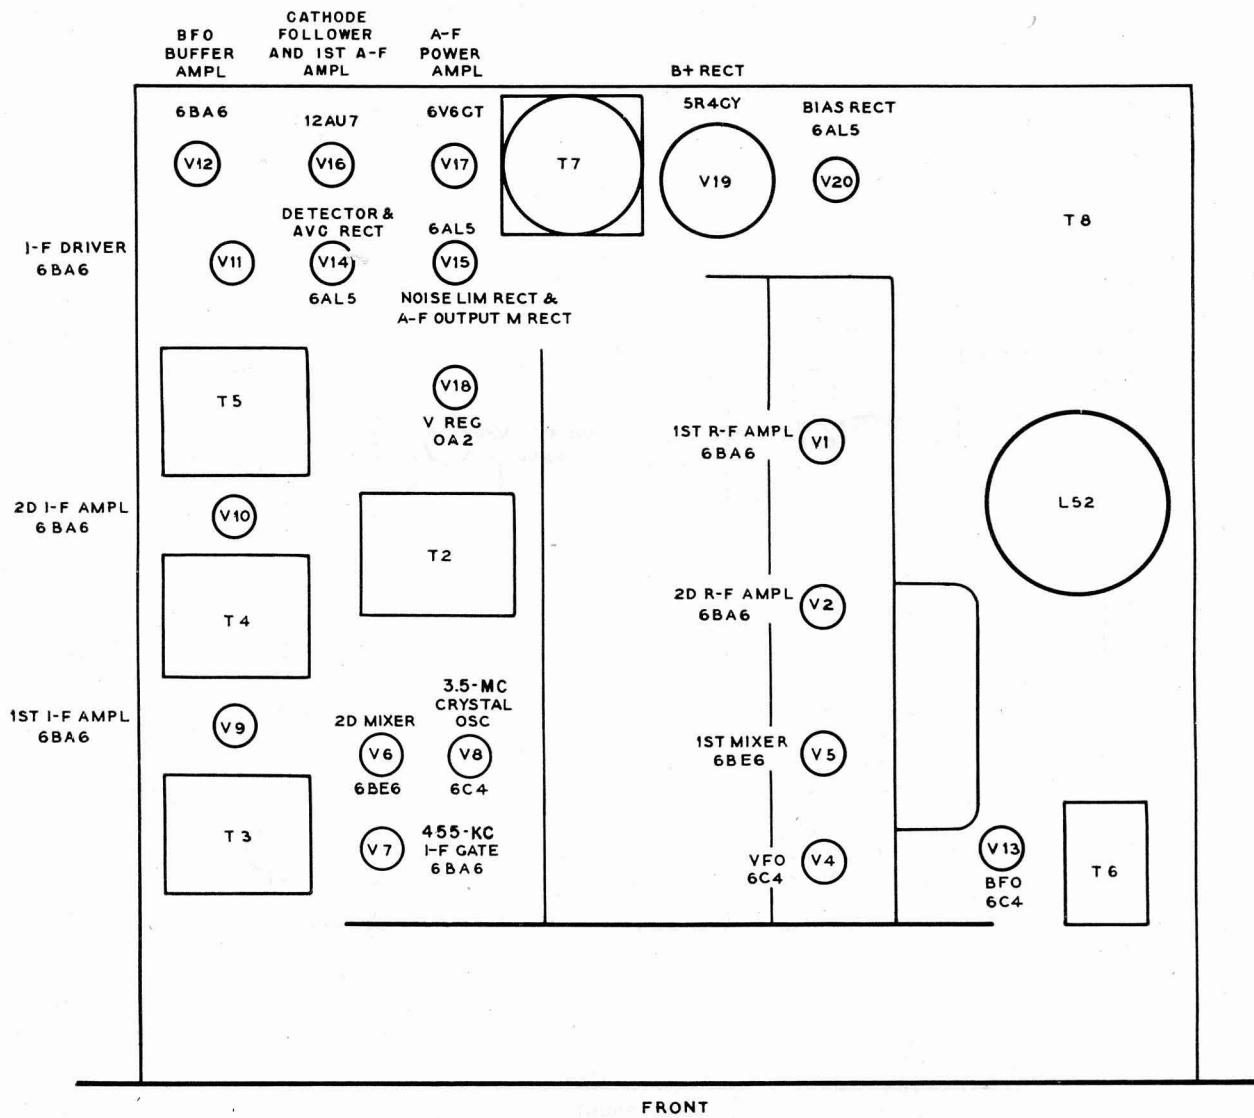 BFO
BUFFER
AMPL
CATHODE
FOLLOWER
AND 1ST A-F
AMPL
A-F
POWER
AMPL
B+ RECT
6BA6
12AU7
6V6GT
5R4GY
BIAS RECT
6AL5
V12
V16
V17
T7
V19
V20
DETECTOR &
AVC RECT
6AL5
T8
I-F DRIVER
6BA6
V11
V14
V15
6AL5
NOISE LIM RECT &
A-F OUTPUT M RECT
T5
V18
V REG
OA2
1ST R-F AMPL
6BA6
V1
2D I-F AMPL
6BA6
V10
L52
T2
2D R-F AMPL
6BA6
V2
T4
3.5-MC
CRYSTAL
OSC
1ST I-F AMPL
6BA6
V9
2D MIXER
V6
6BE6
V8
6C4
1ST MIXER
6BE6
V5
T3
V7
455-KC
I-F GATE
6BA6
VFO
6C4
V4
V13
BFO
6C4
T6
FRONT